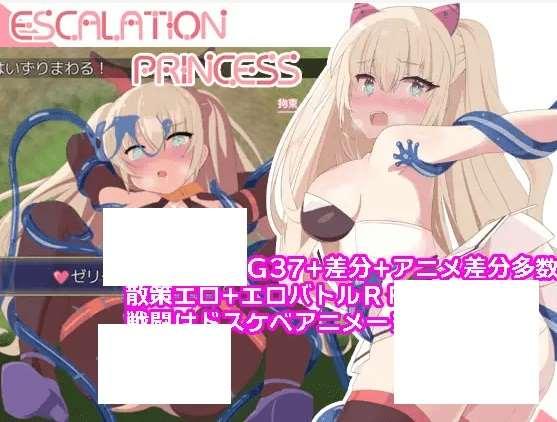 ESCALATION
PRINCESS
はいずりまわる！
拘束
ゼリ
G37+差分+アニメ差分多数
散策エロ+エロバトルR
戦闘はドスケベアニメー